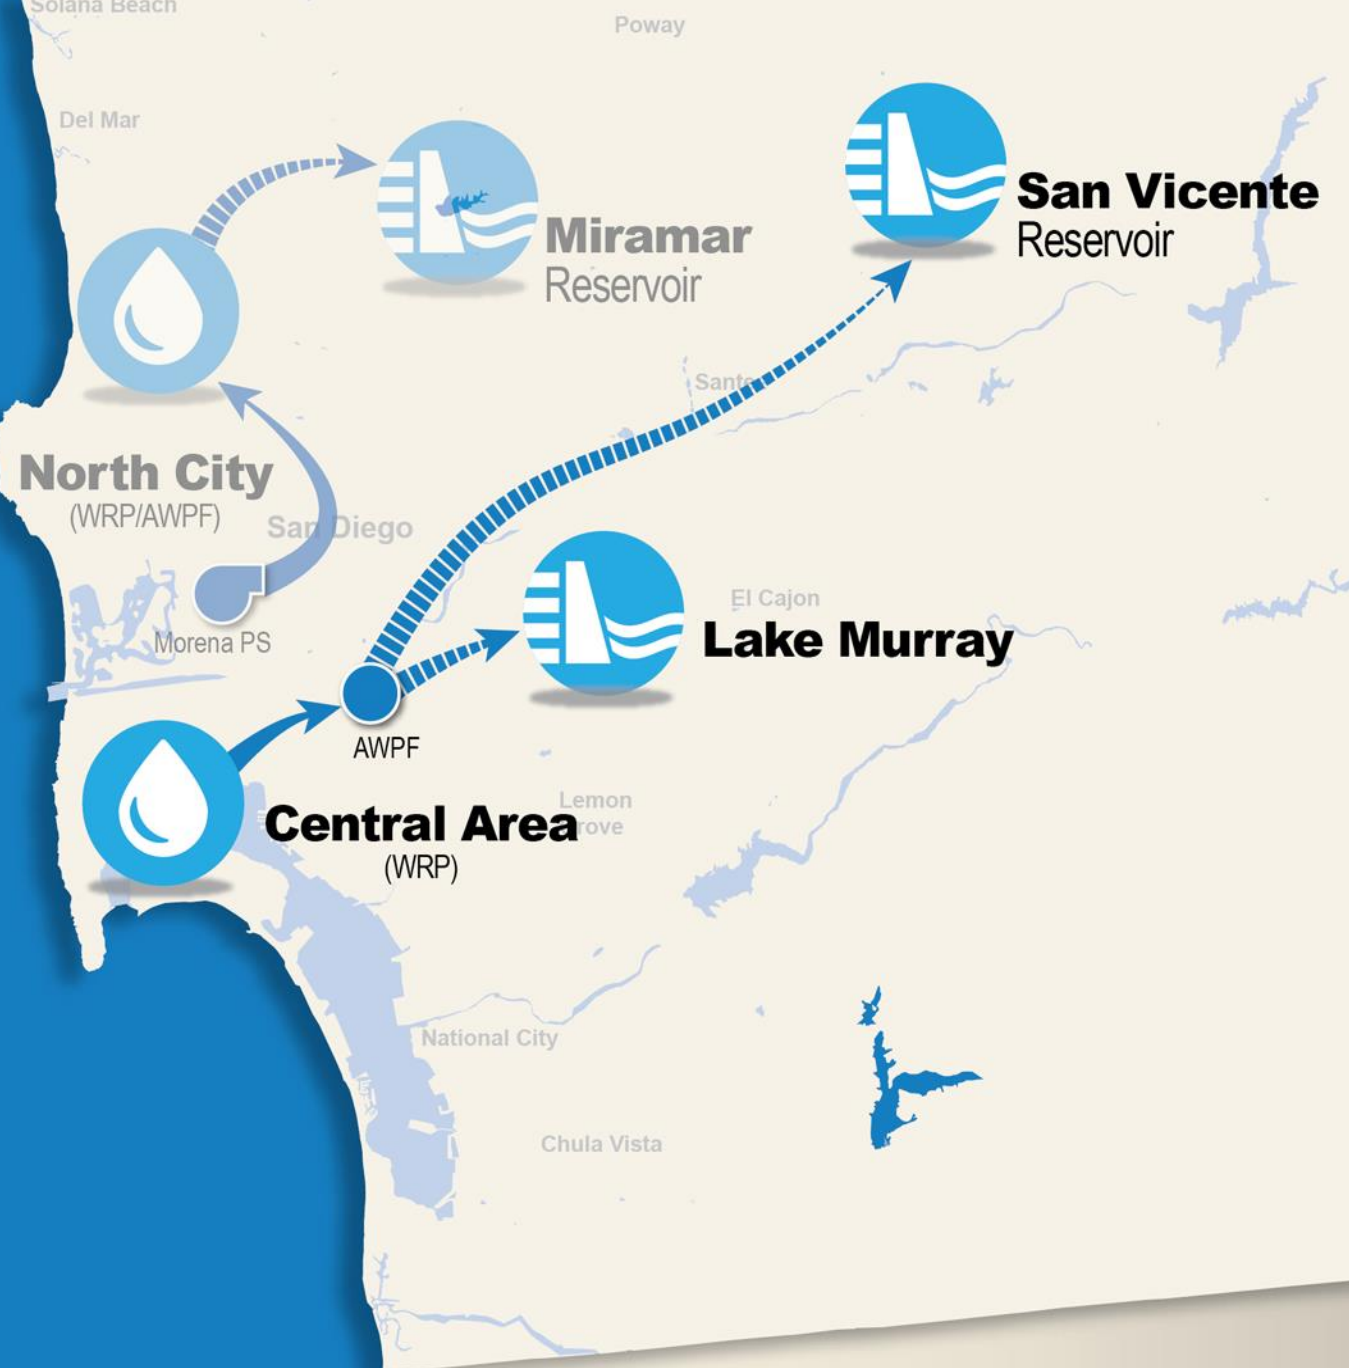 Solana Beach
Poway
Del Mar
San Vicente
Reservoir
Miramar
Reservoir
North City
(WRP/AWPF)
San Diego
El Cajon
Lake Murray
Morena PS
AWPF
Lemon
Central Area
(WRP)
National City
Chula Vista